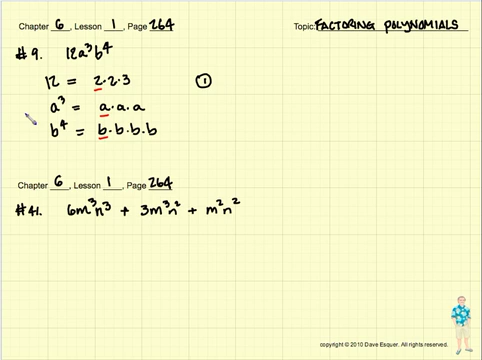 Chapter 6, Lesson 1, Page 264
Topic: FACTORING POLYNOMIALS
#9. 12a³b⁴
12 = 2·2·3 ①
a³ = a·a·a
b⁴ = b·b·b·b
Chapter 6, Lesson 1, Page 264
#41. 6m³n³ + 3m³n² + m²n²
copyright © 2010 Dave Esquer. All rights reserved.